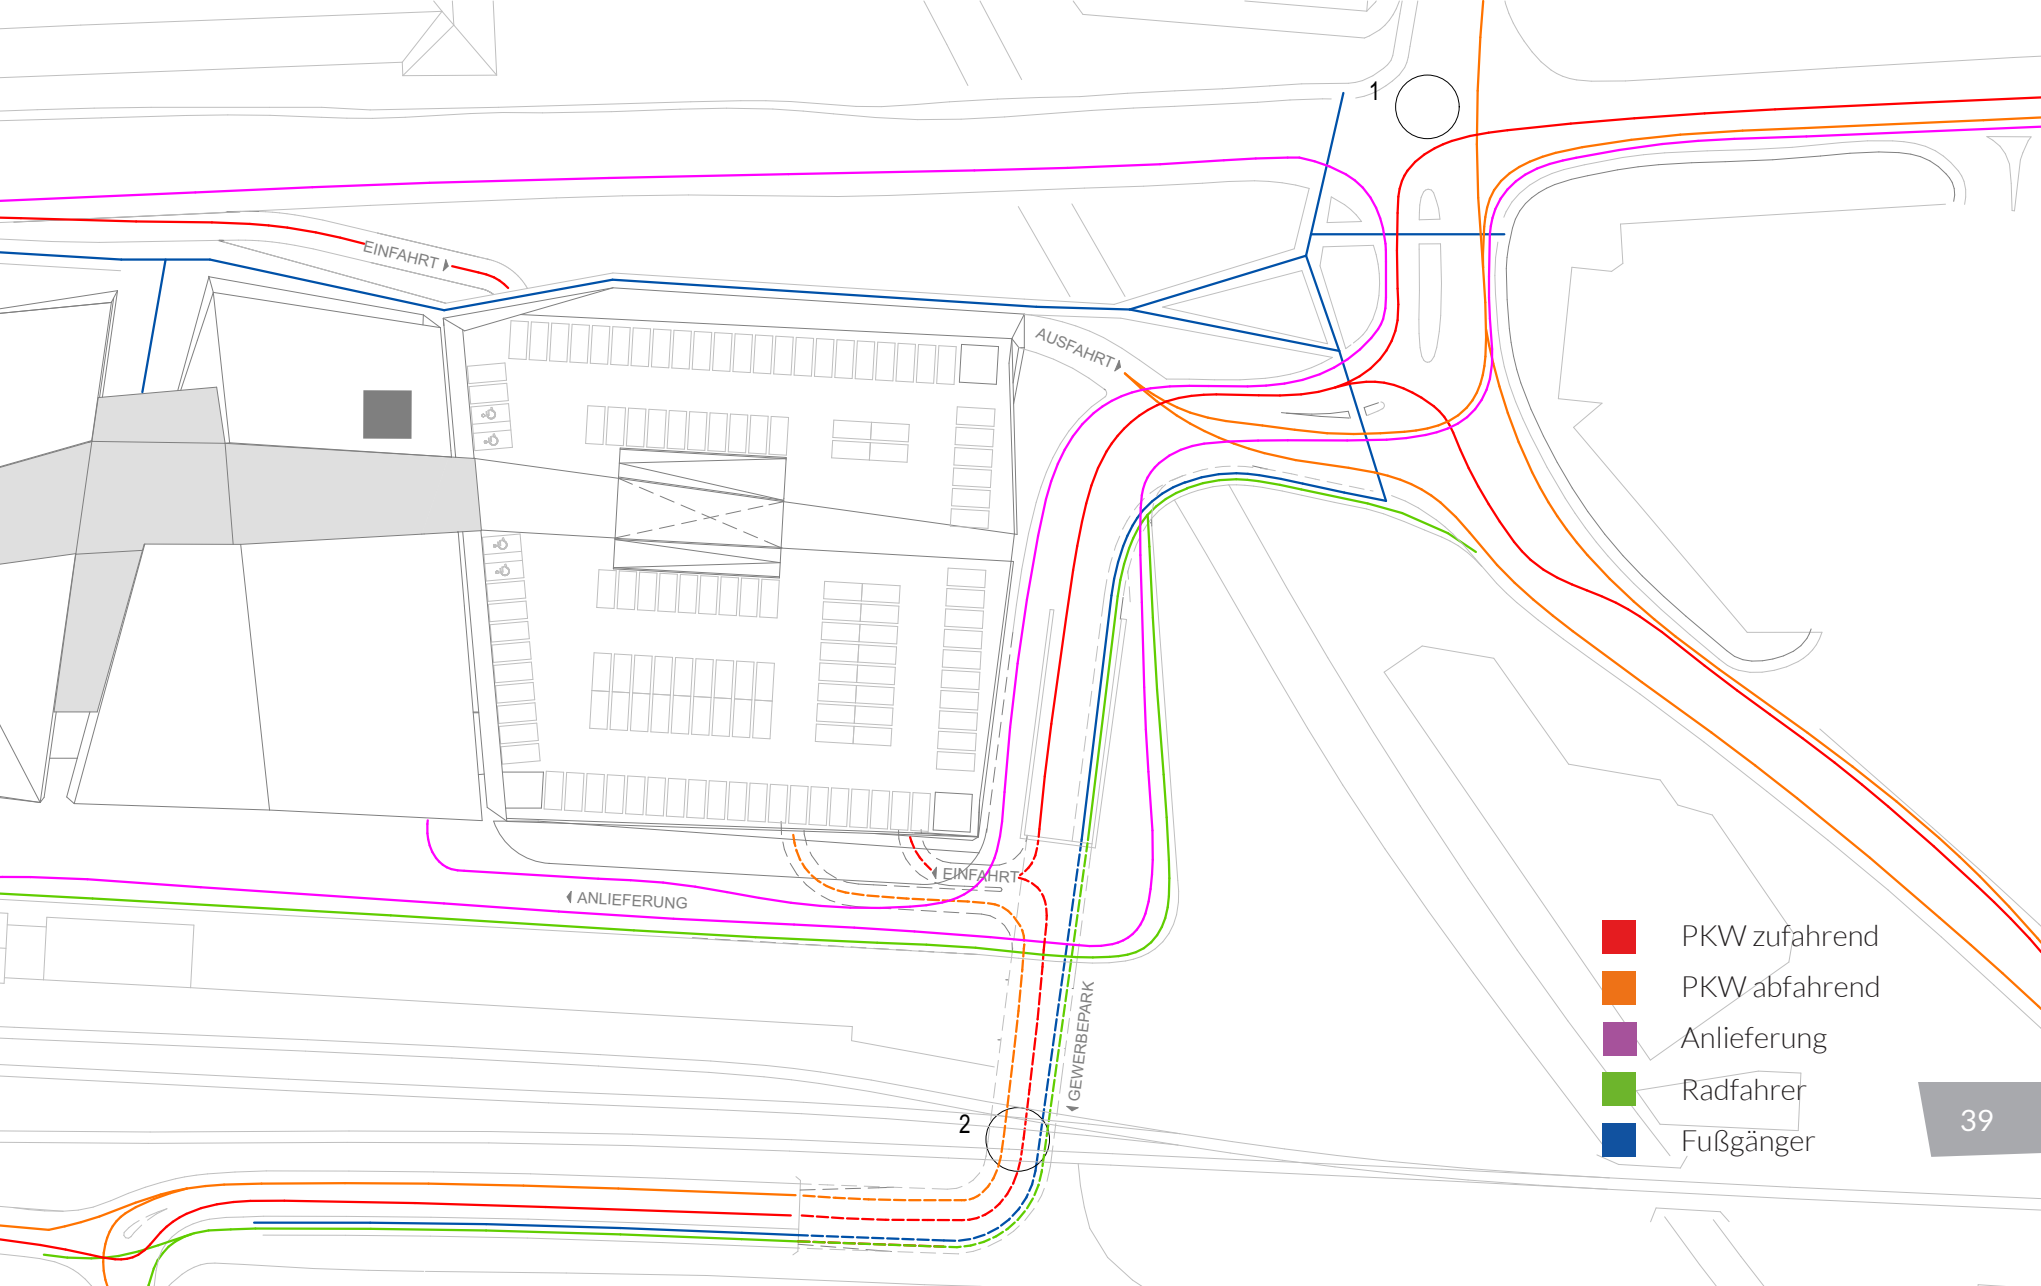 1
EINFAHRT
AUSFAHRT
EINFAHRT
ANLIEFERUNG
GEWERBEPARK
2
PKW zufahrend
PKW abfahrend
Anlieferung
Radfahrer
Fußgänger
39